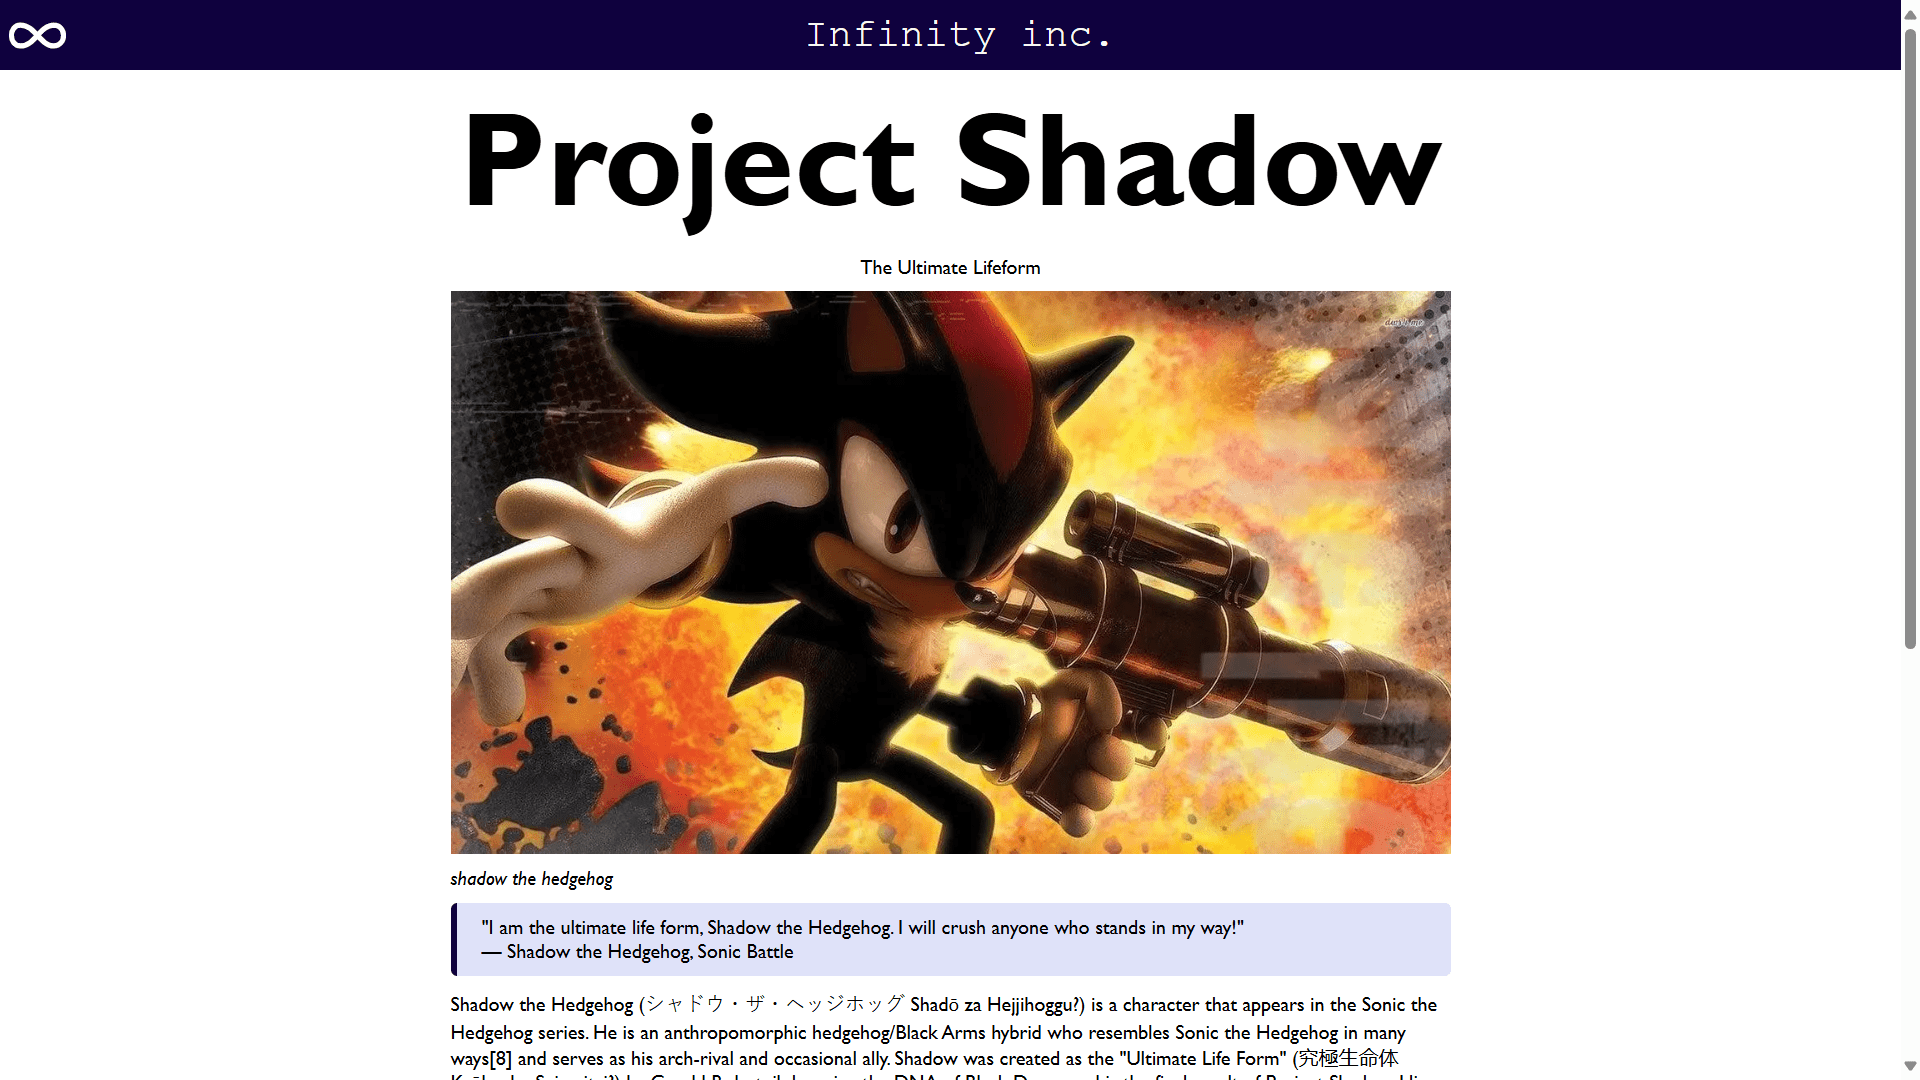 Infinity inc.
Project Shadow
The Ultimate Lifeform
shadow the hedgehog
"I am the ultimate life form, Shadow the Hedgehog. I will crush anyone who stands in my way!"
— Shadow the Hedgehog, Sonic Battle
Shadow the Hedgehog (シャドウ・ザ・ヘッジホッグ Shadō za Hejjihoggu?) is a character that appears in the Sonic the
Hedgehog series. He is an anthropomorphic hedgehog/Black Arms hybrid who resembles Sonic the Hedgehog in many
ways[8] and serves as his arch-rival and occasional ally. Shadow was created as the "Ultimate Life Form" (究極生命体